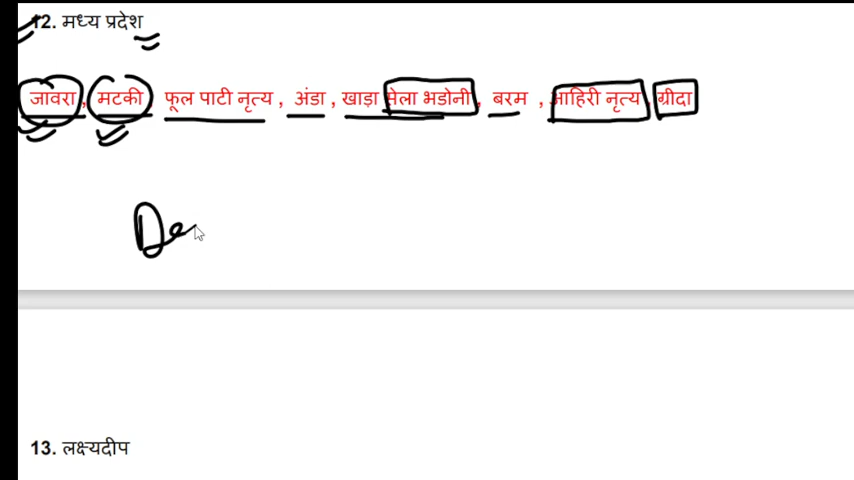 12. मध्य प्रदेश
जावरा , मटकी फूल पाटी नृत्य , अंडा , खाड़ा सेला भडोनी , बरम , आहिरी नृत्य , ग्रीदा
De
13. लक्ष्यदीप